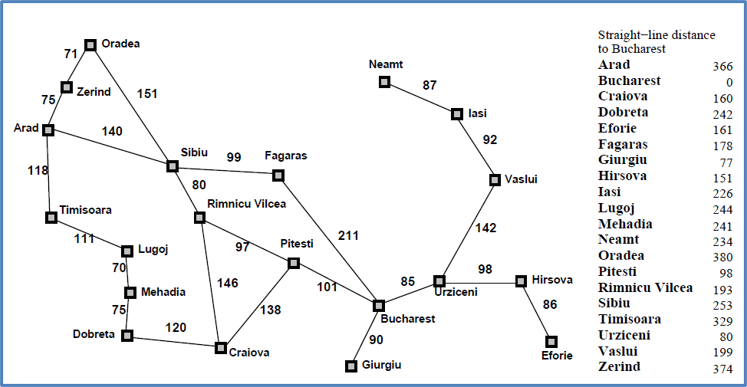 Straight-line distance
to Bucharest
Arad 366
Bucharest 0
Craiova 160
Dobreta 242
Eforie 161
Fagaras 178
Giurgiu 77
Hirsova 151
Iasi 226
Lugoj 244
Mehadia 241
Neamt 234
Oradea 380
Pitesti 98
Rimnicu Vilcea 193
Sibiu 253
Timisoara 329
Urziceni 80
Vaslui 199
Zerind 374
Oradea
71
Neamt
87
Zerind
151
75
Iasi
Arad
140
92
Sibiu
99
Fagaras
118
80
Vaslui
Rimnicu Vilcea
Timisoara
211
142
111
97
Pitesti
Lugoj
70
146
101
85
98
Hirsova
Mehadia
Urziceni
75
138
86
Bucharest
120
90
Dobreta
Craiova
Giurgiu
Eforie